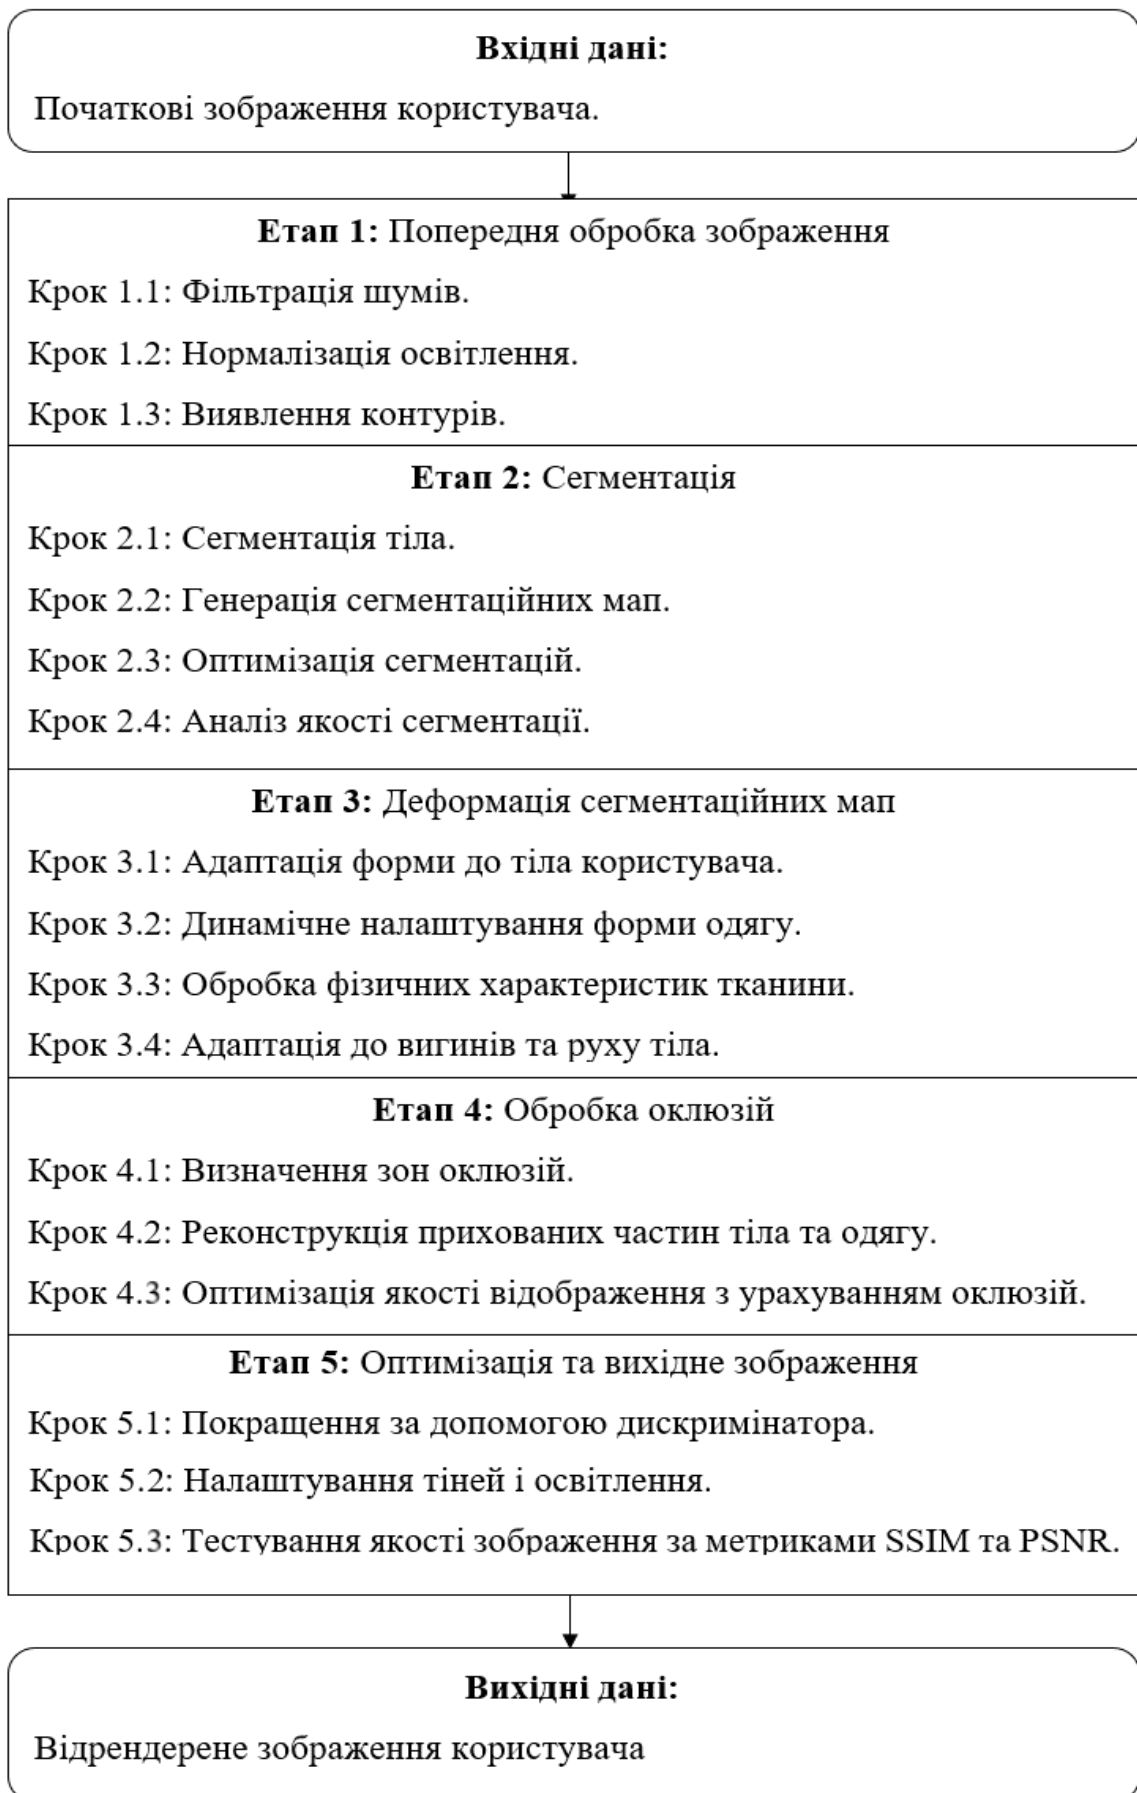 Вхідні дані:
Початкові зображення користувача.
Етап 1: Попередня обробка зображення
Крок 1.1: Фільтрація шумів.
Крок 1.2: Нормалізація освітлення.
Крок 1.3: Виявлення контурів.
Етап 2: Сегментація
Крок 2.1: Сегментація тіла.
Крок 2.2: Генерація сегментаційних мап.
Крок 2.3: Оптимізація сегментацій.
Крок 2.4: Аналіз якості сегментації.
Етап 3: Деформація сегментаційних мап
Крок 3.1: Адаптація форми до тіла користувача.
Крок 3.2: Динамічне налаштування форми одягу.
Крок 3.3: Обробка фізичних характеристик тканини.
Крок 3.4: Адаптація до вигинів та руху тіла.
Етап 4: Обробка оклюзій
Крок 4.1: Визначення зон оклюзій.
Крок 4.2: Реконструкція прихованих частин тіла та одягу.
Крок 4.3: Оптимізація якості відображення з урахуванням оклюзій.
Етап 5: Оптимізація та вихідне зображення
Крок 5.1: Покращення за допомогою дискримінатора.
Крок 5.2: Налаштування тіней і освітлення.
Крок 5.3: Тестування якості зображення за метриками SSIM та PSNR.
Вихідні дані:
Відрендерене зображення користувача